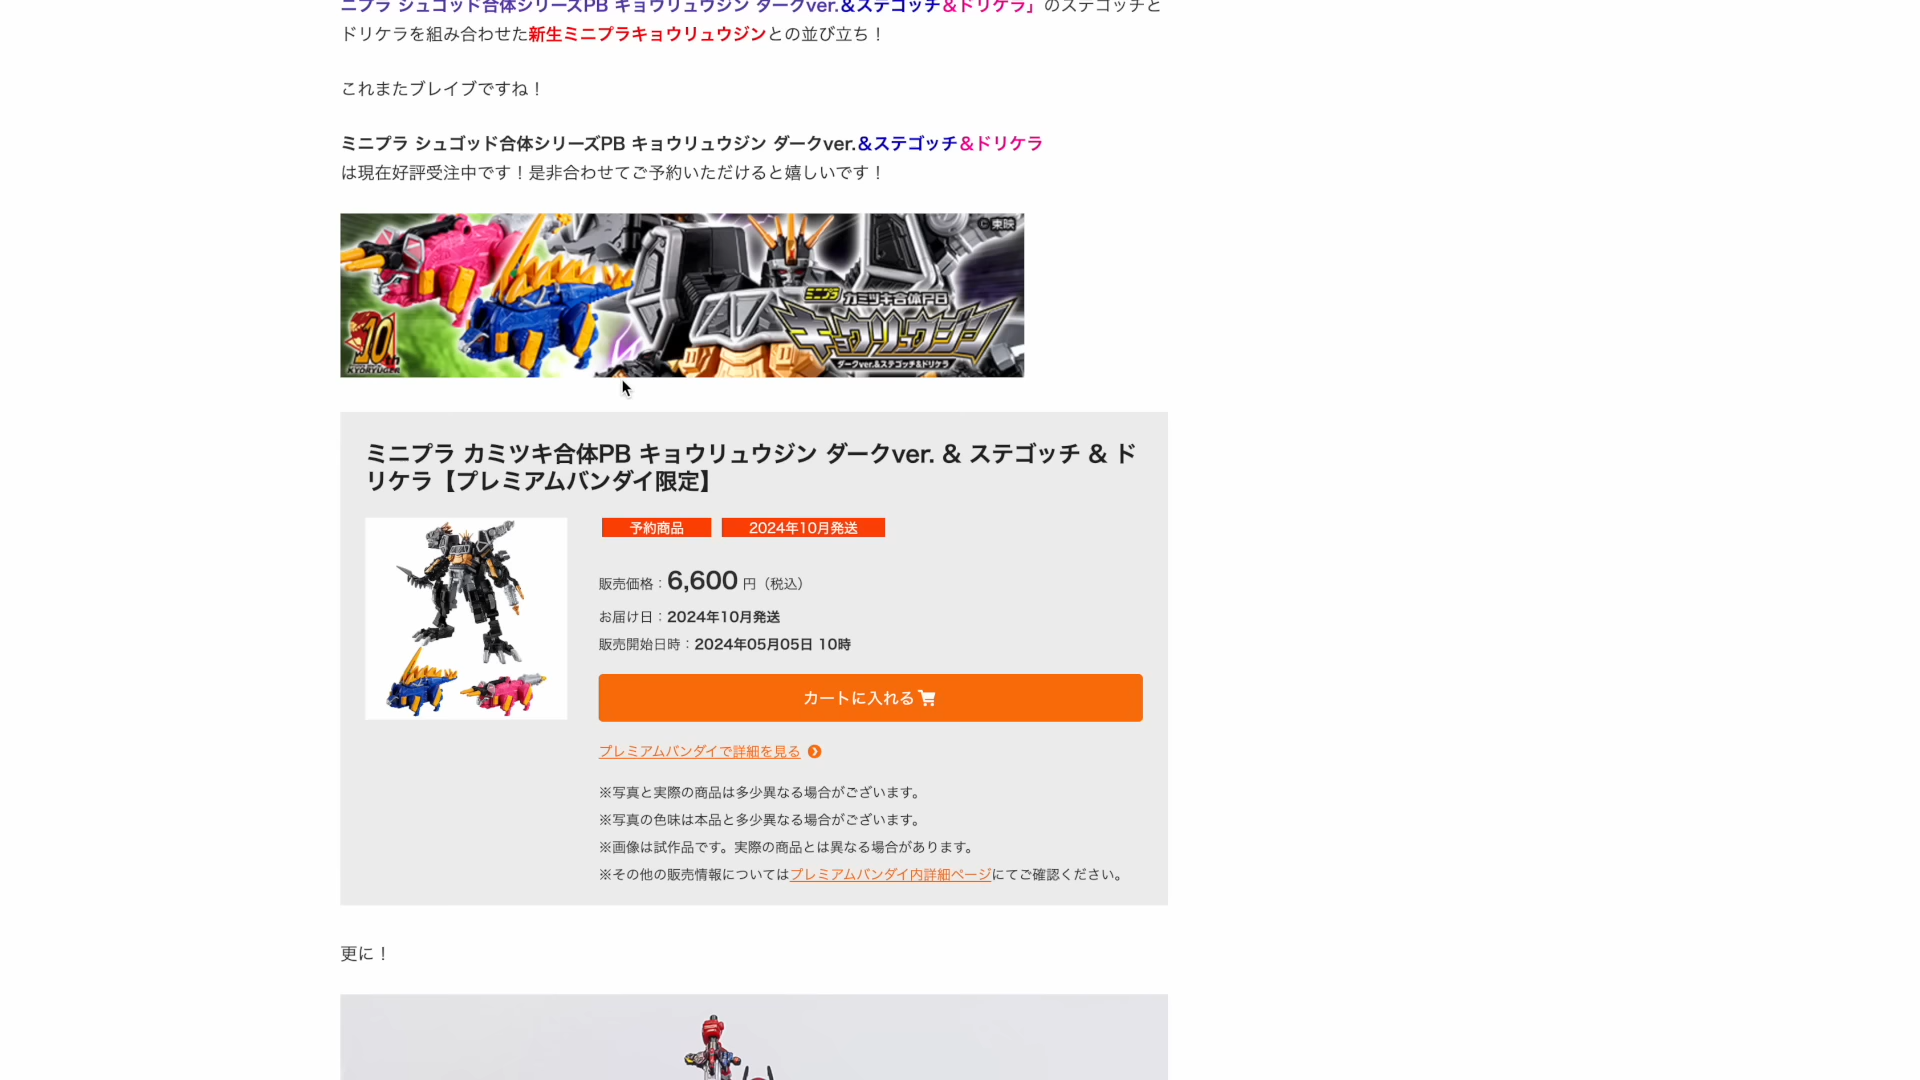 ニプラ シュゴッド合体シリーズPB キョウリュウジン ダークver.&ステゴッチ&ドリケラ」のステゴッチと
ドリケラを組み合わせた新生ミニプラキョウリュウジンとの並び立ち！
これまたブレイブですね！
ミニプラ シュゴッド合体シリーズPB キョウリュウジン ダークver.&ステゴッチ&ドリケラ
は現在好評受注中です！是非合わせてご予約いただけると嬉しいです！
©東映
ミニプラ カミツキ合体PB
キョウリュウジン
ダークver.&ステゴッチ&ドリケラ
10th
KYORYUGER
ミニプラ カミツキ合体PB キョウリュウジン ダークver. & ステゴッチ & ド
リケラ【プレミアムバンダイ限定】
予約商品 2024年10月発送
販売価格：6,600 円（税込）
お届け日：2024年10月発送
販売開始日時：2024年05月05日 10時
カートに入れる
プレミアムバンダイで詳細を見る
※写真と実際の商品は多少異なる場合がございます。
※写真の色味は本品と多少異なる場合がございます。
※画像は試作品です。実際の商品とは異なる場合があります。
※その他の販売情報についてはプレミアムバンダイ内詳細ページにてご確認ください。
更に！